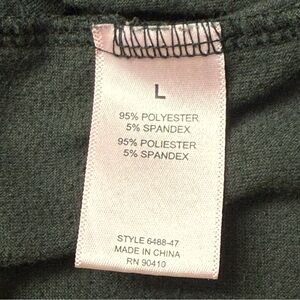 L
95% POLYESTER
5% SPANDEX
95% POLIESTER
5% SPANDEX
STYLE 6488-47
MADE IN CHINA
RN 90410